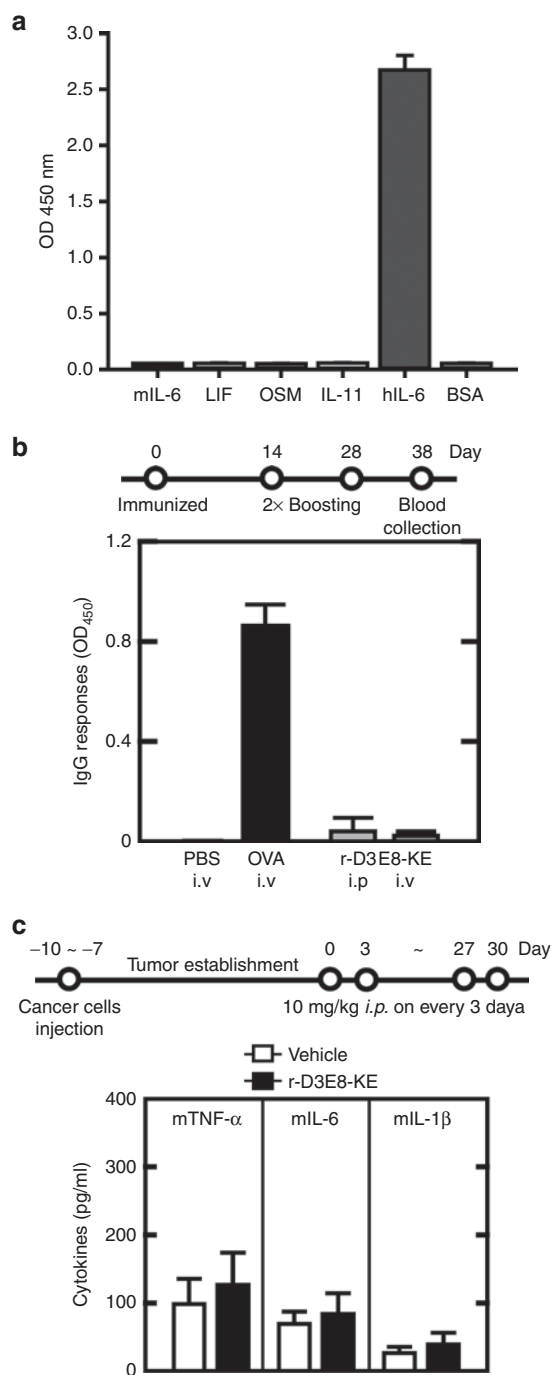 a
3.0
2.5
2.0
1.5
1.0
0.5
0.0
OD 450 nm
mIL-6 LIF OSM IL-11 hIL-6 BSA
b
0 14 28 38 Day
Immunized 2× Boosting Blood
collection
1.2
0.8
0.4
0
IgG responses (OD450)
PBS OVA r-D3E8-KE
i.v i.v i.p i.v
c
−10 ~ −7 0 3 ~ 27 30 Day
Tumor establishment
Cancer cells 10 mg/kg i.p. on every 3 daya
injection
Vehicle
r-D3E8-KE
400
300
200
100
0
Cytokines (pg/ml)
mTNF-α mIL-6 mIL-1β